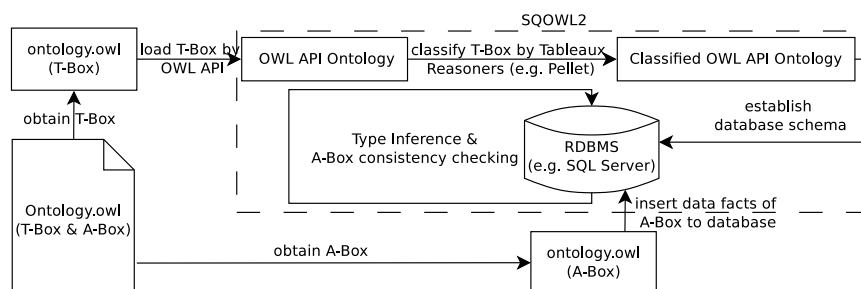 SQOWL2
ontology.owl
(T-Box)
load T-Box by
OWL API
OWL API Ontology
classify T-Box by Tableaux
Reasoners (e.g. Pellet)
Classified OWL API Ontology
obtain T-Box
Type Inference &
A-Box consistency checking
RDBMS
(e.g. SQL Server)
establish
database schema
Ontology.owl
(T-Box & A-Box)
insert data facts of
A-Box to database
obtain A-Box
ontology.owl
(A-Box)